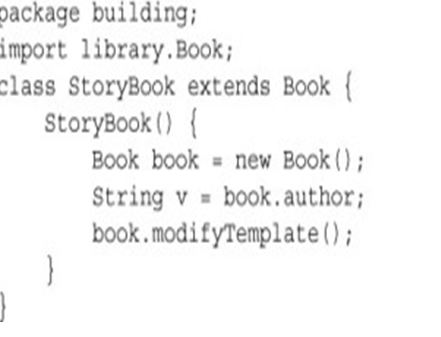 package building;
import library.Book;
class StoryBook extends Book {
StoryBook() {
Book book = new Book();
String v = book.author;
book.modifyTemplate();
}
}